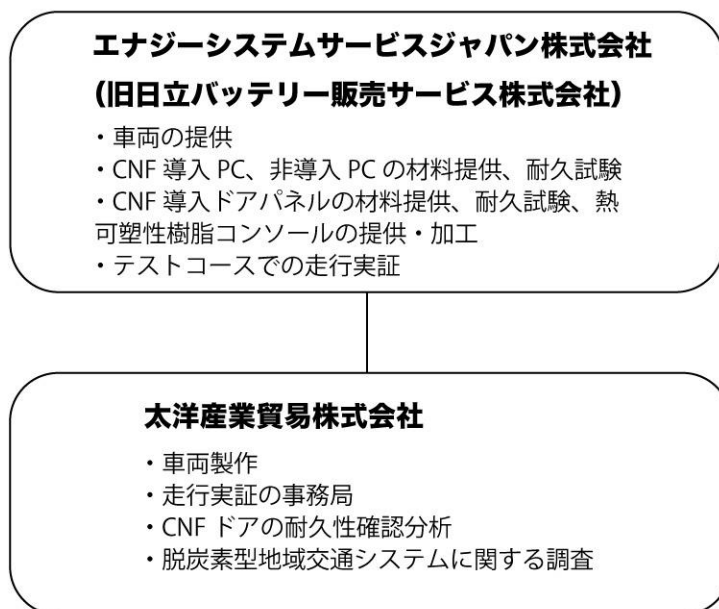 エナジーシステムサービスジャパン株式会社
(旧日立バッテリー販売サービス株式会社)
・車両の提供
・CNF 導入 PC、非導入 PC の材料提供、耐久試験
・CNF 導入ドアパネルの材料提供、耐久試験、熱
可塑性樹脂コンソールの提供・加工
・テストコースでの走行実証
太洋産業貿易株式会社
・車両製作
・走行実証の事務局
・CNF ドアの耐久性確認分析
・脱炭素型地域交通システムに関する調査